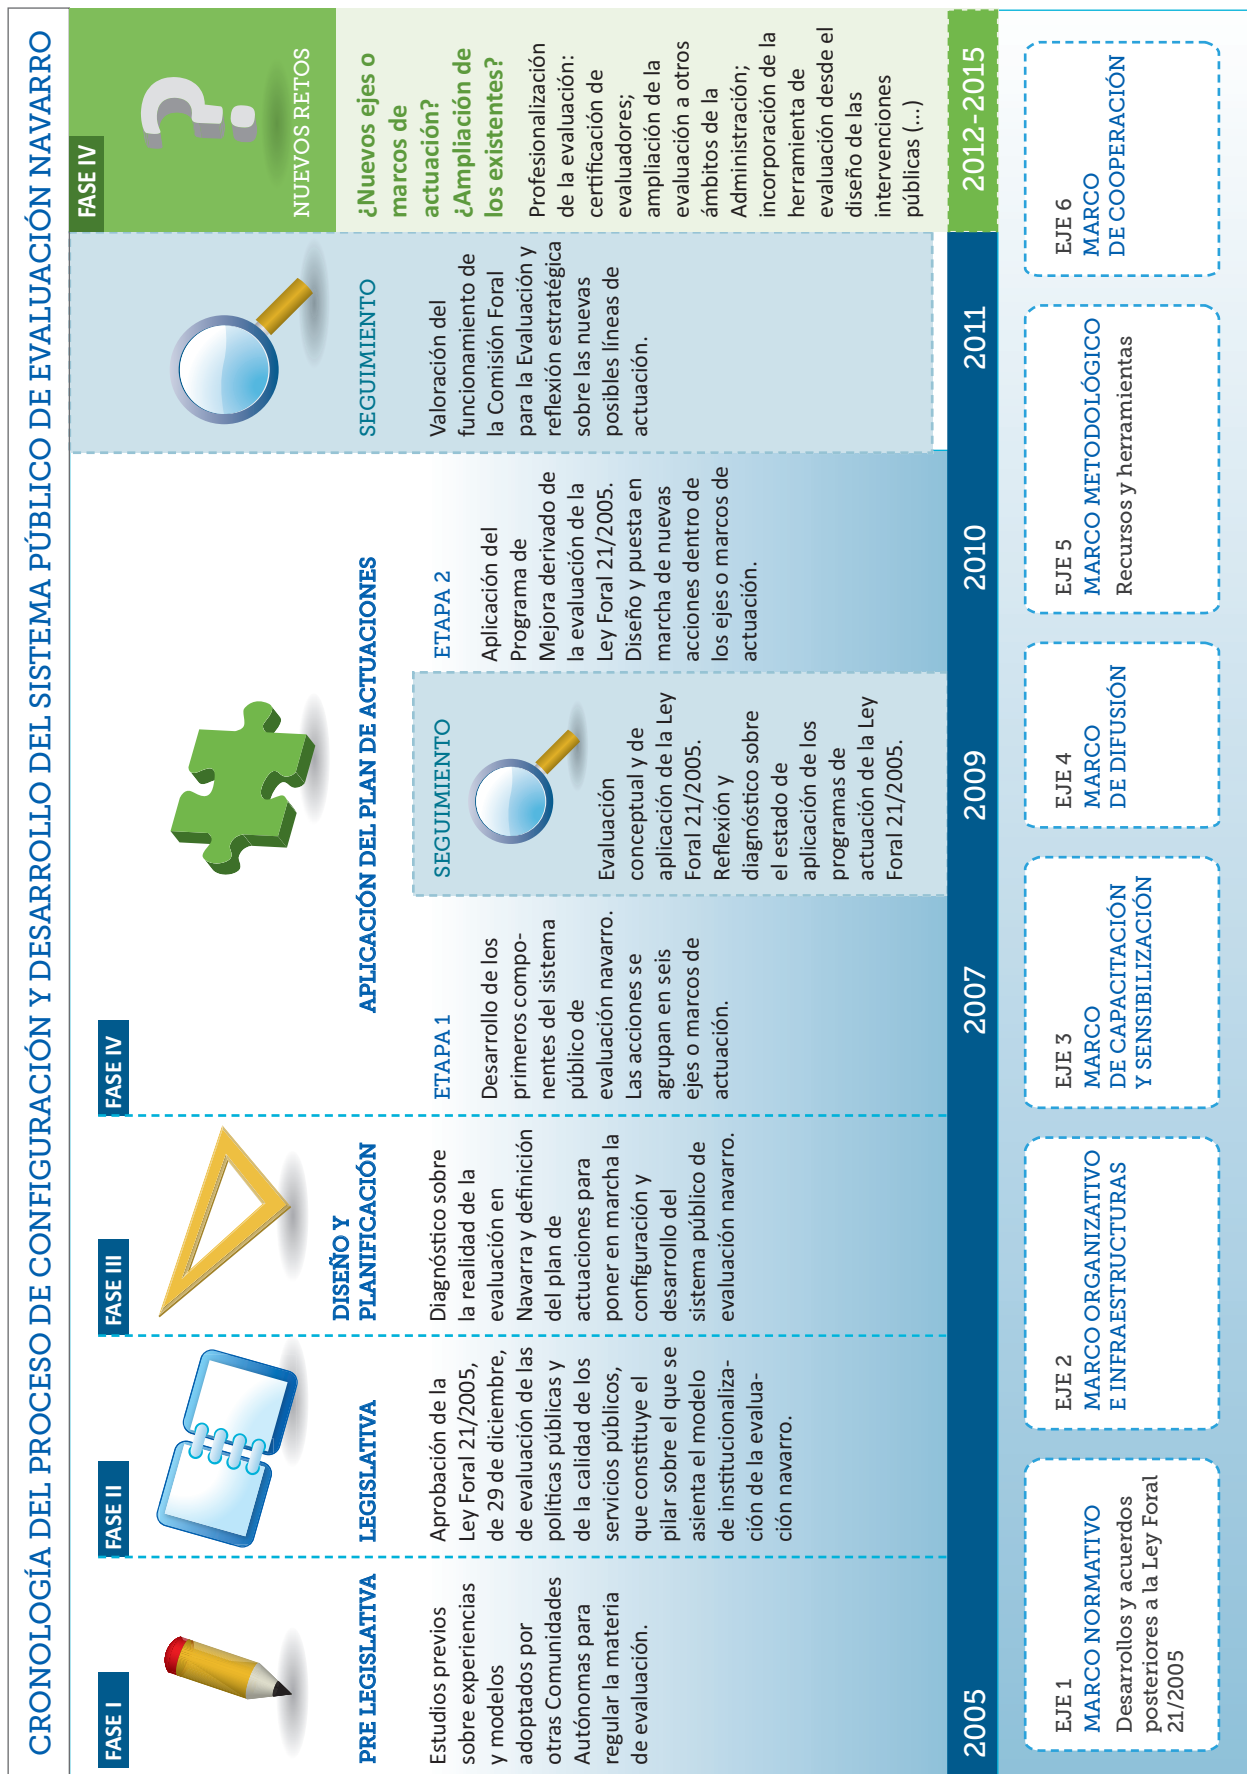 CRONOLOGÍA DEL PROCESO DE CONFIGURACIÓN Y DESARROLLO DEL SISTEMA PÚBLICO DE EVALUACIÓN NAVARRO
FASE I
PRE LEGISLATIVA
Estudios previos
sobre experiencias
y modelos
adoptados por
otras Comunidades
Autónomas para
regular la materia
de evaluación.
FASE II
LEGISLATIVA
Aprobación de la
Ley Foral 21/2005,
de 29 de diciembre,
de evaluación de las
políticas públicas y
de la calidad de los
servicios públicos,
que constituye el
pilar sobre el que se
asienta el modelo
de institucionaliza-
ción de la evalua-
ción navarro.
FASE III
DISEÑO Y
PLANIFICACIÓN
Diagnóstico sobre
la realidad de la
evaluación en
Navarra y definición
del plan de
actuaciones para
poner en marcha la
configuración y
desarrollo del
sistema público de
evaluación navarro.
FASE IV
APLICACIÓN DEL PLAN DE ACTUACIONES
ETAPA 1
Desarrollo de los
primeros compo-
nentes del sistema
público de
evaluación navarro.
Las acciones se
agrupan en seis
ejes o marcos de
actuación.
SEGUIMIENTO
Evaluación
conceptual y de
aplicación de la Ley
Foral 21/2005.
Reflexión y
diagnóstico sobre
el estado de
aplicación de los
programas de
actuación de la Ley
Foral 21/2005.
ETAPA 2
Aplicación del
Programa de
Mejora derivado de
la evaluación de la
Ley Foral 21/2005.
Diseño y puesta en
marcha de nuevas
acciones dentro de
los ejes o marcos de
actuación.
SEGUIMIENTO
Valoración del
funcionamiento de
la Comisión Foral
para la Evaluación y
reflexión estratégica
sobre las nuevas
posibles líneas de
actuación.
FASE IV
NUEVOS RETOS
¿Nuevos ejes o
marcos de
actuación?
¿Ampliación de
los existentes?
Profesionalización
de la evaluación:
certificación de
evaluadores;
ampliación de la
evaluación a otros
ámbitos de la
Administración;
incorporación de la
herramienta de
evaluación desde el
diseño de las
intervenciones
públicas (...)
2005
2007
2009
2010
2011
2012-2015
EJE 1
MARCO NORMATIVO
Desarrollos y acuerdos
posteriores a la Ley Foral
21/2005
EJE 2
MARCO ORGANIZATIVO
E INFRAESTRUCTURAS
EJE 3
MARCO
DE CAPACITACIÓN
Y SENSIBILIZACIÓN
EJE 4
MARCO
DE DIFUSIÓN
EJE 5
MARCO METODOLÓGICO
Recursos y herramientas
EJE 6
MARCO
DE COOPERACIÓN